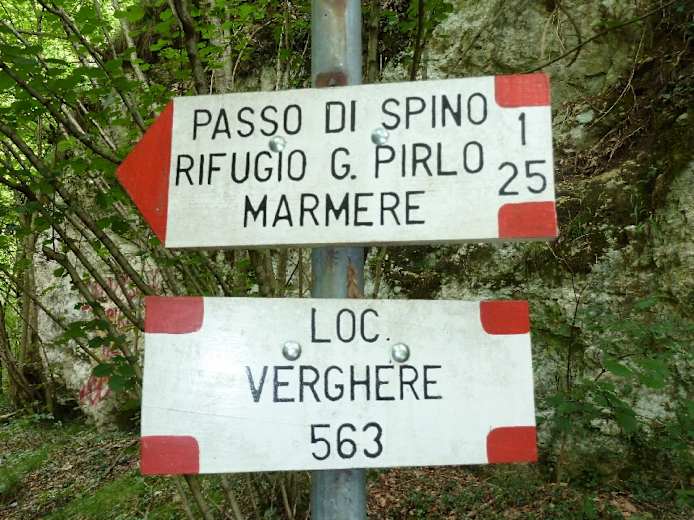 PASSO DI SPINO
RIFUGIO G. PIRLO
MARMERE
1
25
LOC.
VERGHERE
563